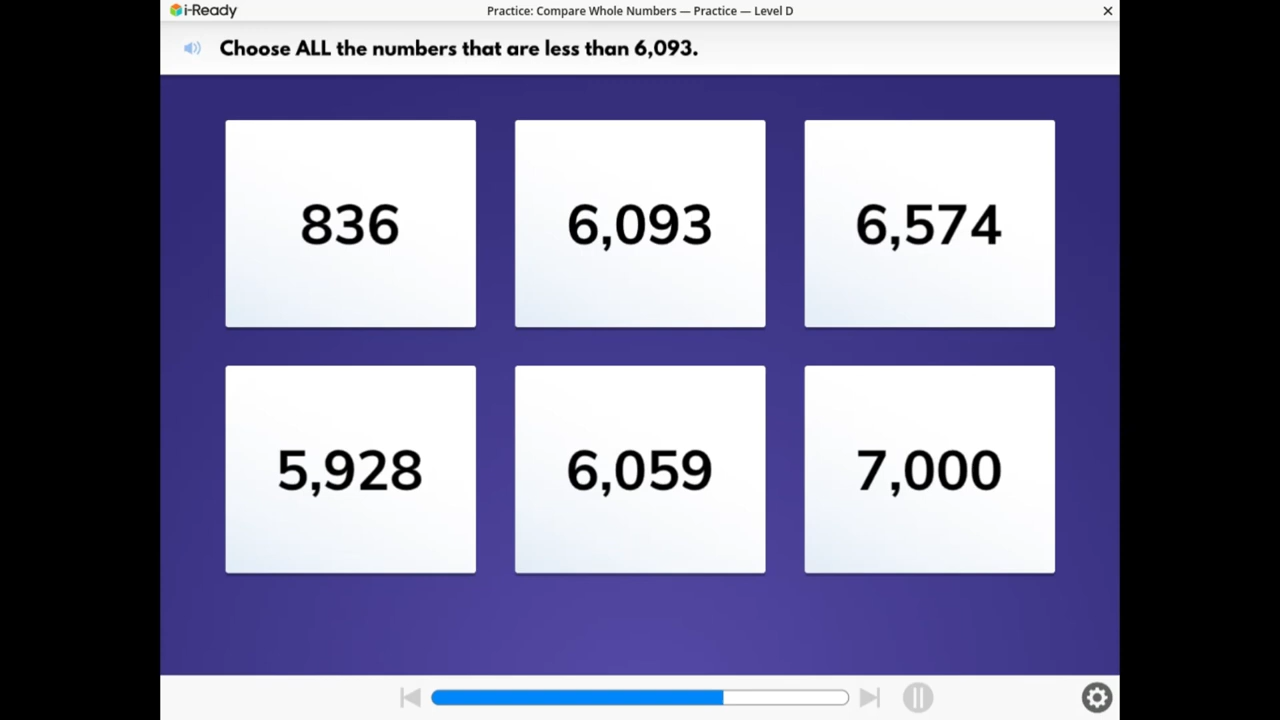 i-Ready
Practice: Compare Whole Numbers — Practice — Level D
Choose ALL the numbers that are less than 6,093.
836
6,093
6,574
5,928
6,059
7,000